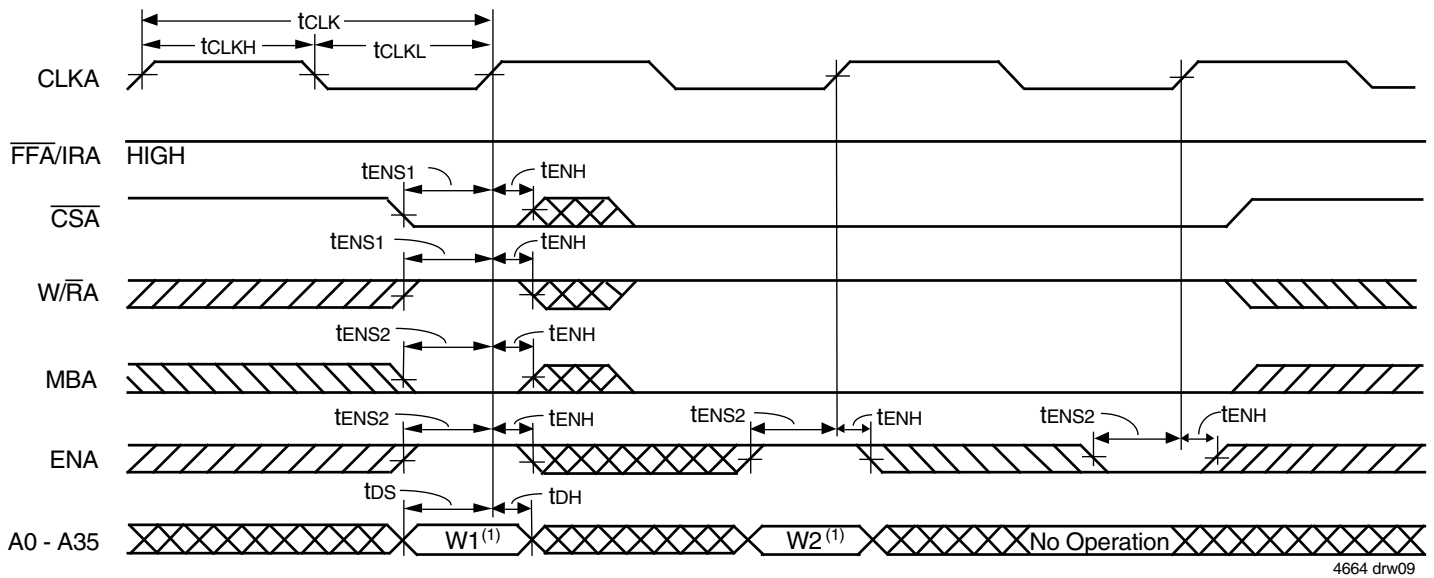 tCLK
tCLKH tCLKL
CLKA
FFA/IRA HIGH
tENS1 tENH
CSA
tENS1 tENH
W/RA
tENS2 tENH
MBA
tENS2 tENH tENS2 tENH tENS2 tENH
ENA
tDS tDH
A0 - A35 W1(1) W2(1) No Operation
4664 drw09